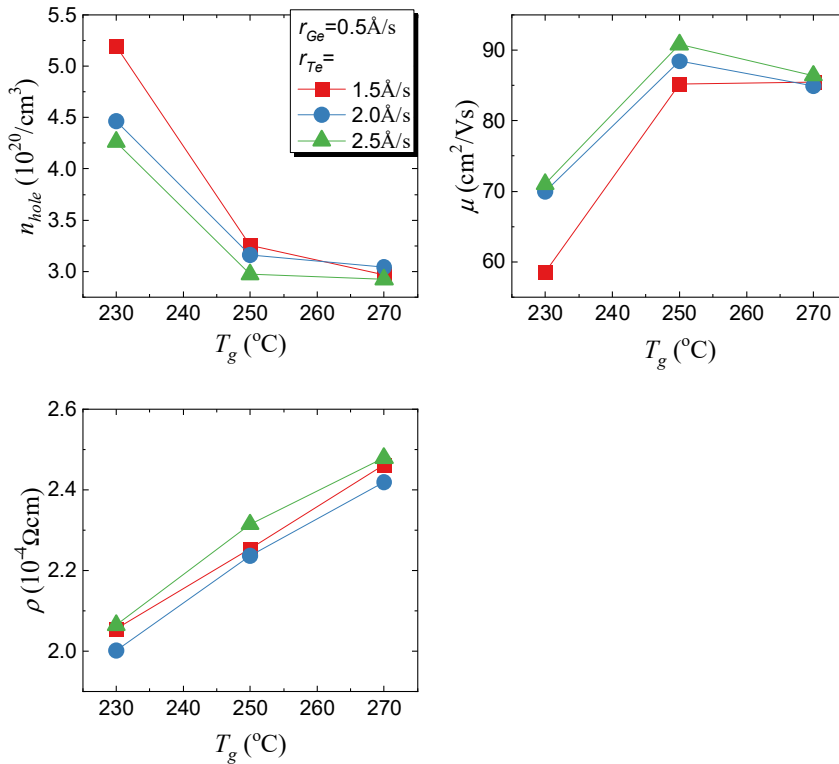 5.5
5.0
4.5
4.0
3.5
3.0
n_hole (10^20/cm^3)
230 240 250 260 270
T_g (°C)
r_Ge=0.5Å/s
r_Te=
1.5Å/s
2.0Å/s
2.5Å/s
90
80
70
60
μ (cm^2/Vs)
230 240 250 260 270
T_g (°C)
2.6
2.4
2.2
2.0
ρ (10^-4Ωcm)
230 240 250 260 270
T_g (°C)